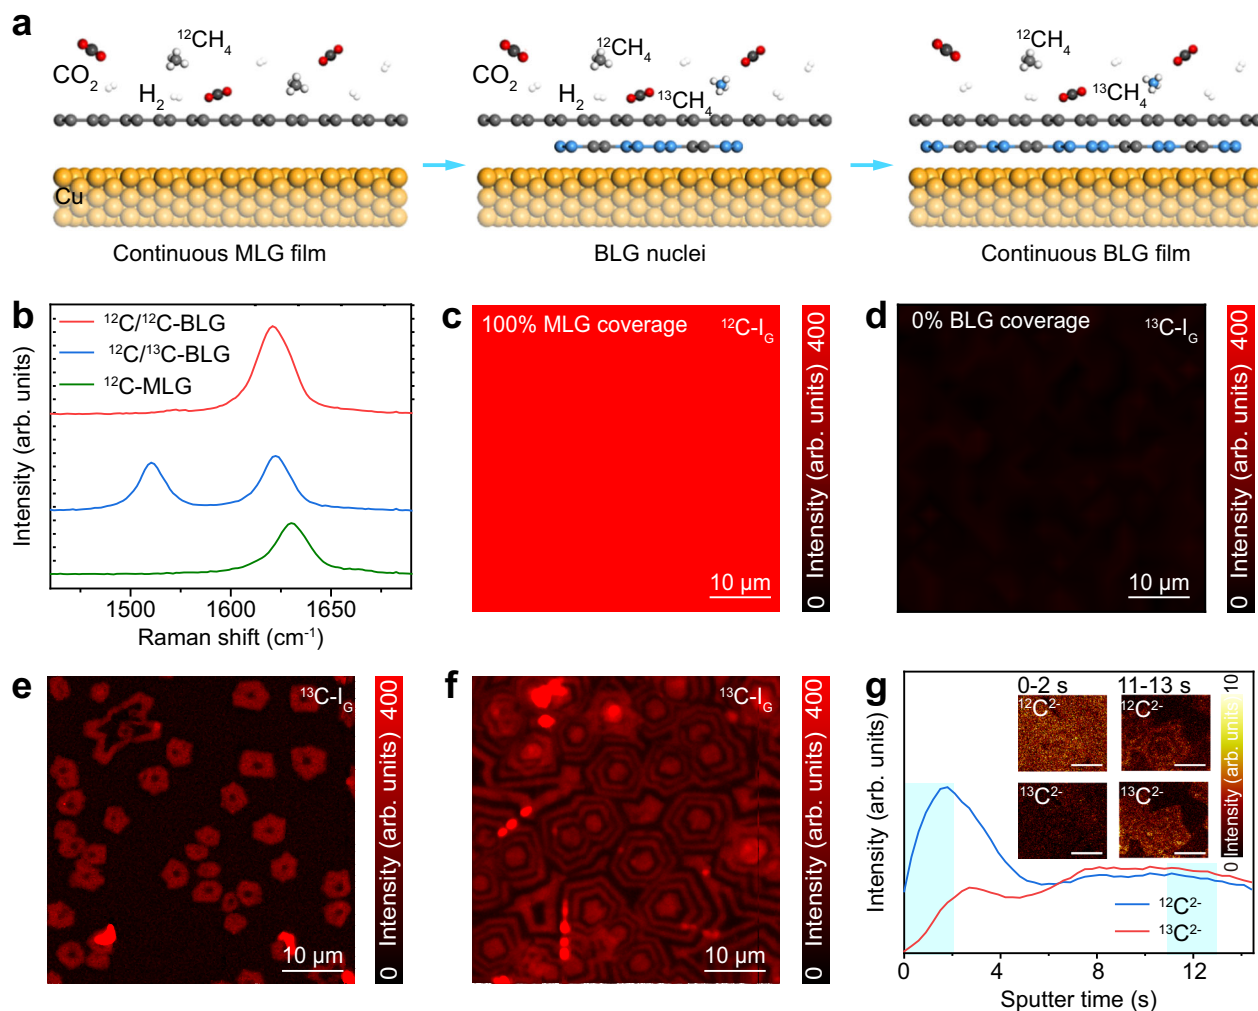 a
¹²CH₄
CO₂
H₂
Cu
Continuous MLG film
¹²CH₄
CO₂
H₂
¹³CH₄
BLG nuclei
¹²CH₄
CO₂
¹³CH₄
Continuous BLG film
b
¹²C/¹²C-BLG
¹²C/¹³C-BLG
¹²C-MLG
Intensity (arb. units)
1500 1600 1650
Raman shift (cm⁻¹)
c
100% MLG coverage
¹²C-I_G
10 µm
0 Intensity (arb. units) 400
d
0% BLG coverage
¹³C-I_G
10 µm
0 Intensity (arb. units) 400
e
¹³C-I_G
10 µm
0 Intensity (arb. units) 400
f
¹³C-I_G
10 µm
0 Intensity (arb. units) 400
g
0-2 s
11-13 s
¹²C²⁻
¹²C²⁻
¹³C²⁻
¹³C²⁻
0 Intensity (arb. units) 10
Intensity (arb. units)
¹²C²⁻
¹³C²⁻
0 4 8 12
Sputter time (s)